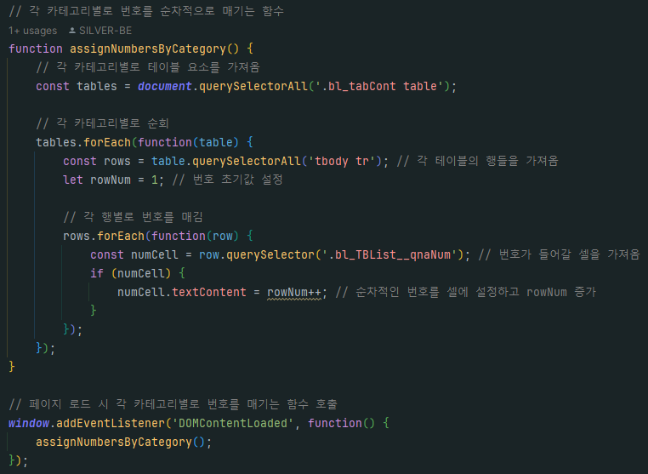 // 각 카테고리별로 번호를 순차적으로 매기는 함수
1+ usages SILVER-BE
function assignNumbersByCategory() {
// 각 카테고리별로 테이블 요소를 가져옴
const tables = document.querySelectorAll('.bl_tabCont table');
// 각 카테고리별로 순회
tables.forEach(function(table) {
const rows = table.querySelectorAll('tbody tr'); // 각 테이블의 행들을 가져옴
let rowNum = 1; // 번호 초기값 설정
// 각 행별로 번호를 매김
rows.forEach(function(row) {
const numCell = row.querySelector('.bl_TBList__qnaNum'); // 번호가 들어갈 셀을 가져옴
if (numCell) {
numCell.textContent = rowNum++; // 순차적인 번호를 셀에 설정하고 rowNum 증가
}
});
});
}
// 페이지 로드 시 각 카테고리별로 번호를 매기는 함수 호출
window.addEventListener('DOMContentLoaded', function() {
assignNumbersByCategory();
});